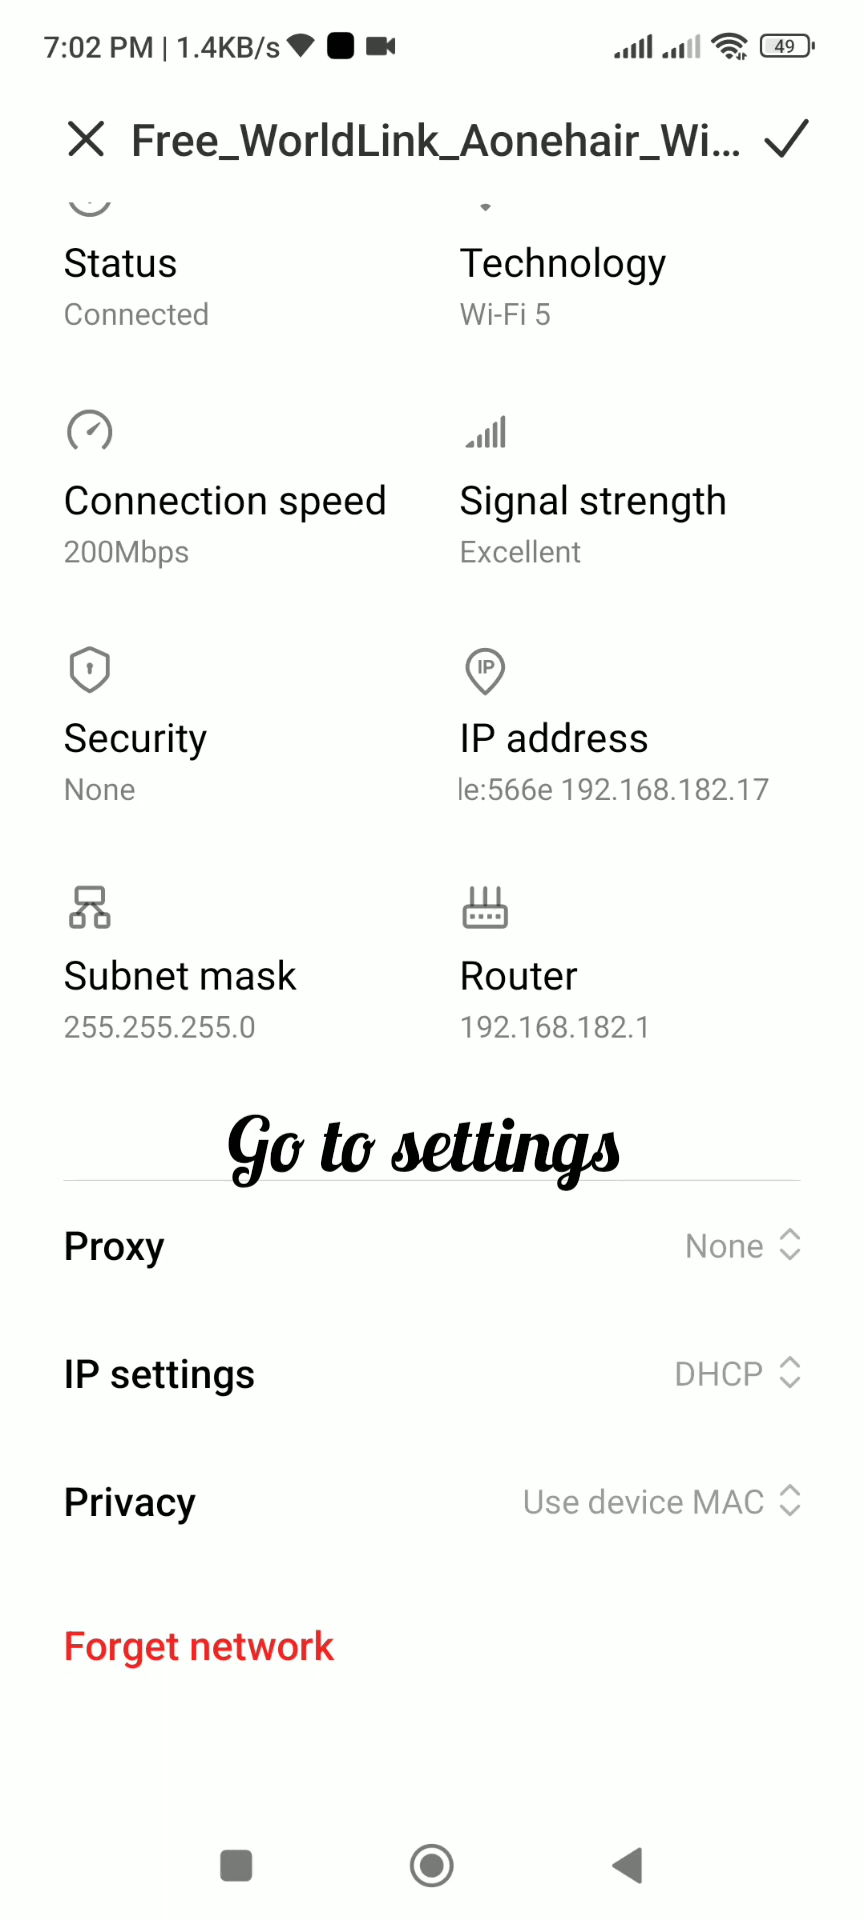 7:02 PM | 1.4KB/s 49
Free_WorldLink_Aonehair_Wi...
Status Technology
Connected Wi-Fi 5
Connection speed Signal strength
200Mbps Excellent
IP
Security IP address
None le:566e 192.168.182.17
Subnet mask Router
255.255.255.0 192.168.182.1
Go to settings
Proxy None
IP settings DHCP
Privacy Use device MAC
Forget network